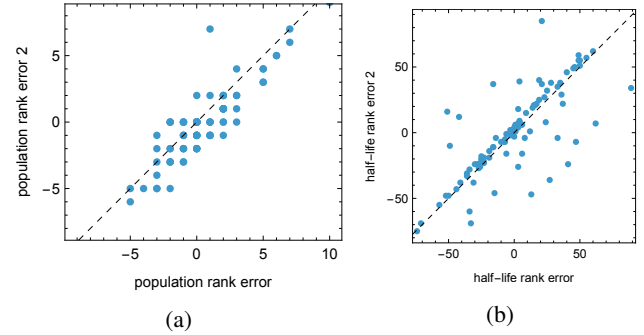 population rank error 2
5
0
−5
−5
0
5
10
population rank error
(a)
half−life rank error 2
50
0
−50
−50
0
50
half−life rank error
(b)